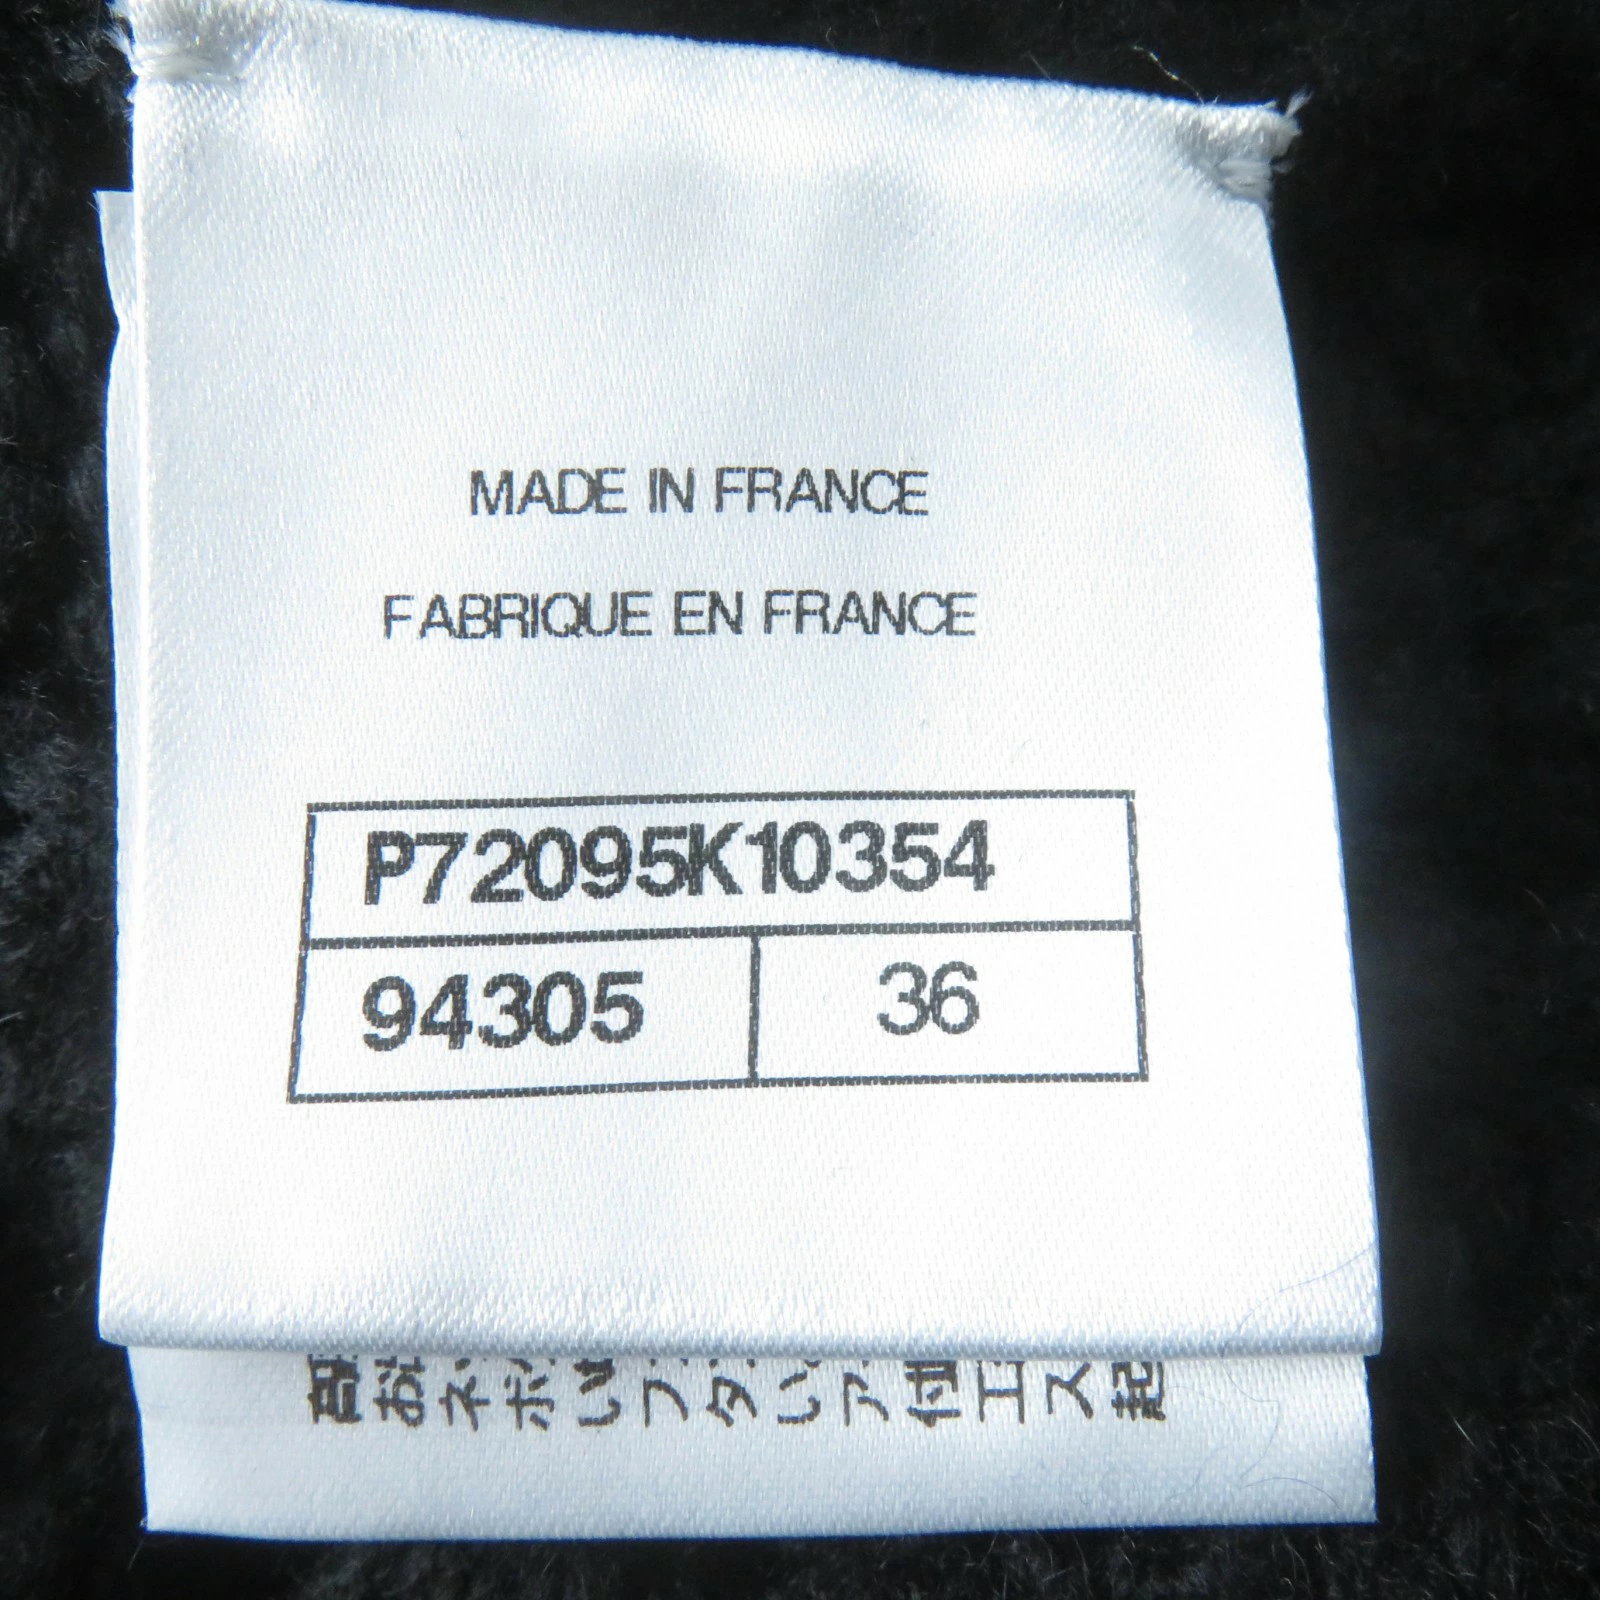 MADE IN FRANCE
FABRIQUE EN FRANCE
P72095K10354
94305 36